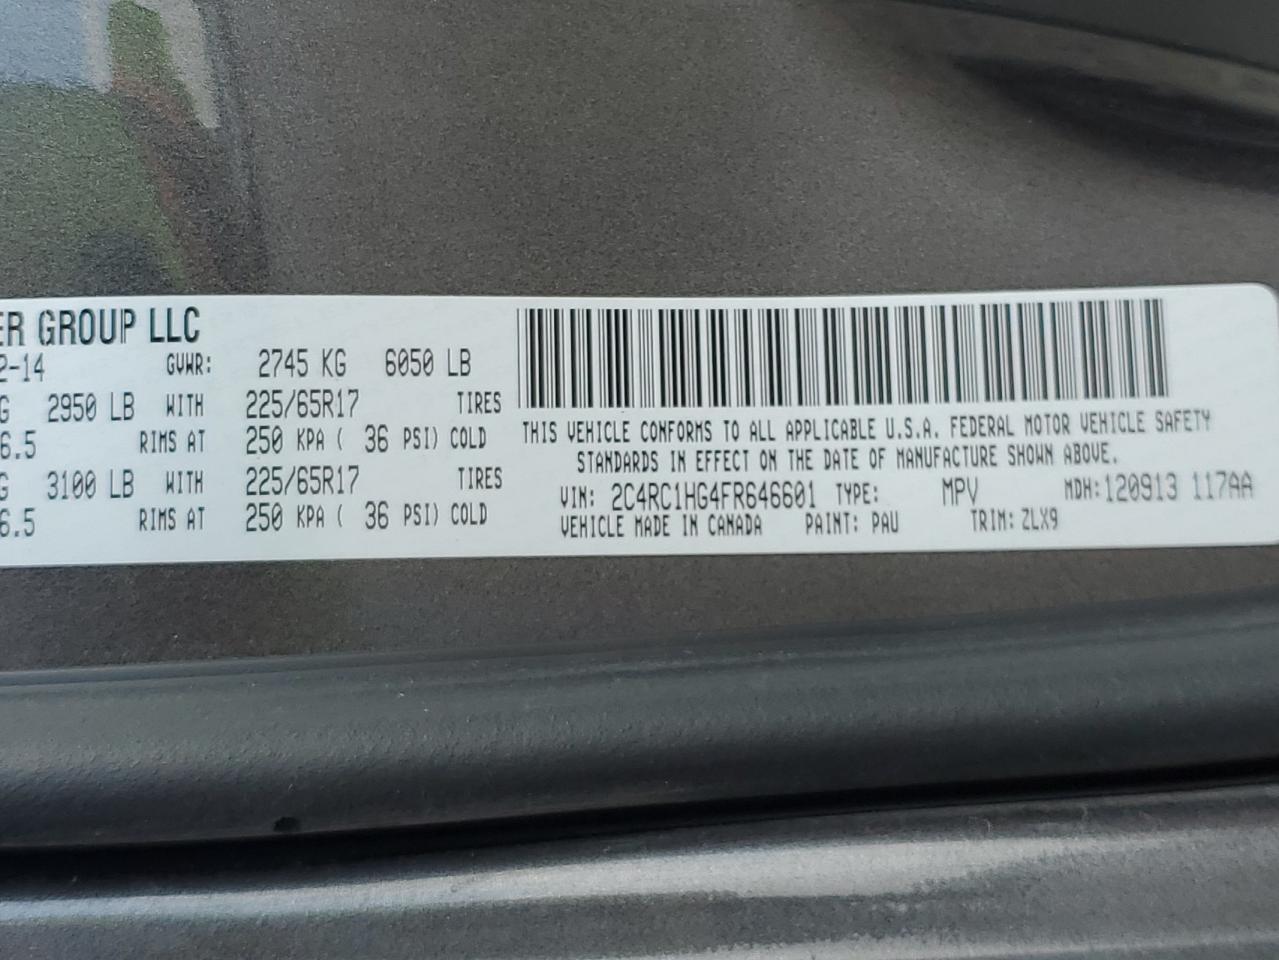 ER GROUP LLC
2-14 GVWR: 2745 KG 6050 LB
G 2950 LB WITH 225/65R17 TIRES
6.5 RIMS AT 250 KPA ( 36 PSI) COLD
G 3100 LB WITH 225/65R17 TIRES
6.5 RIMS AT 250 KPA ( 36 PSI) COLD
THIS VEHICLE CONFORMS TO ALL APPLICABLE U.S.A. FEDERAL MOTOR VEHICLE SAFETY
STANDARDS IN EFFECT ON THE DATE OF MANUFACTURE SHOWN ABOVE.
VIN: 2C4RC1HG4FR646601 TYPE: MPV MDH: 120913 117AA
VEHICLE MADE IN CANADA PAINT: PAU TRIM: ZLX9